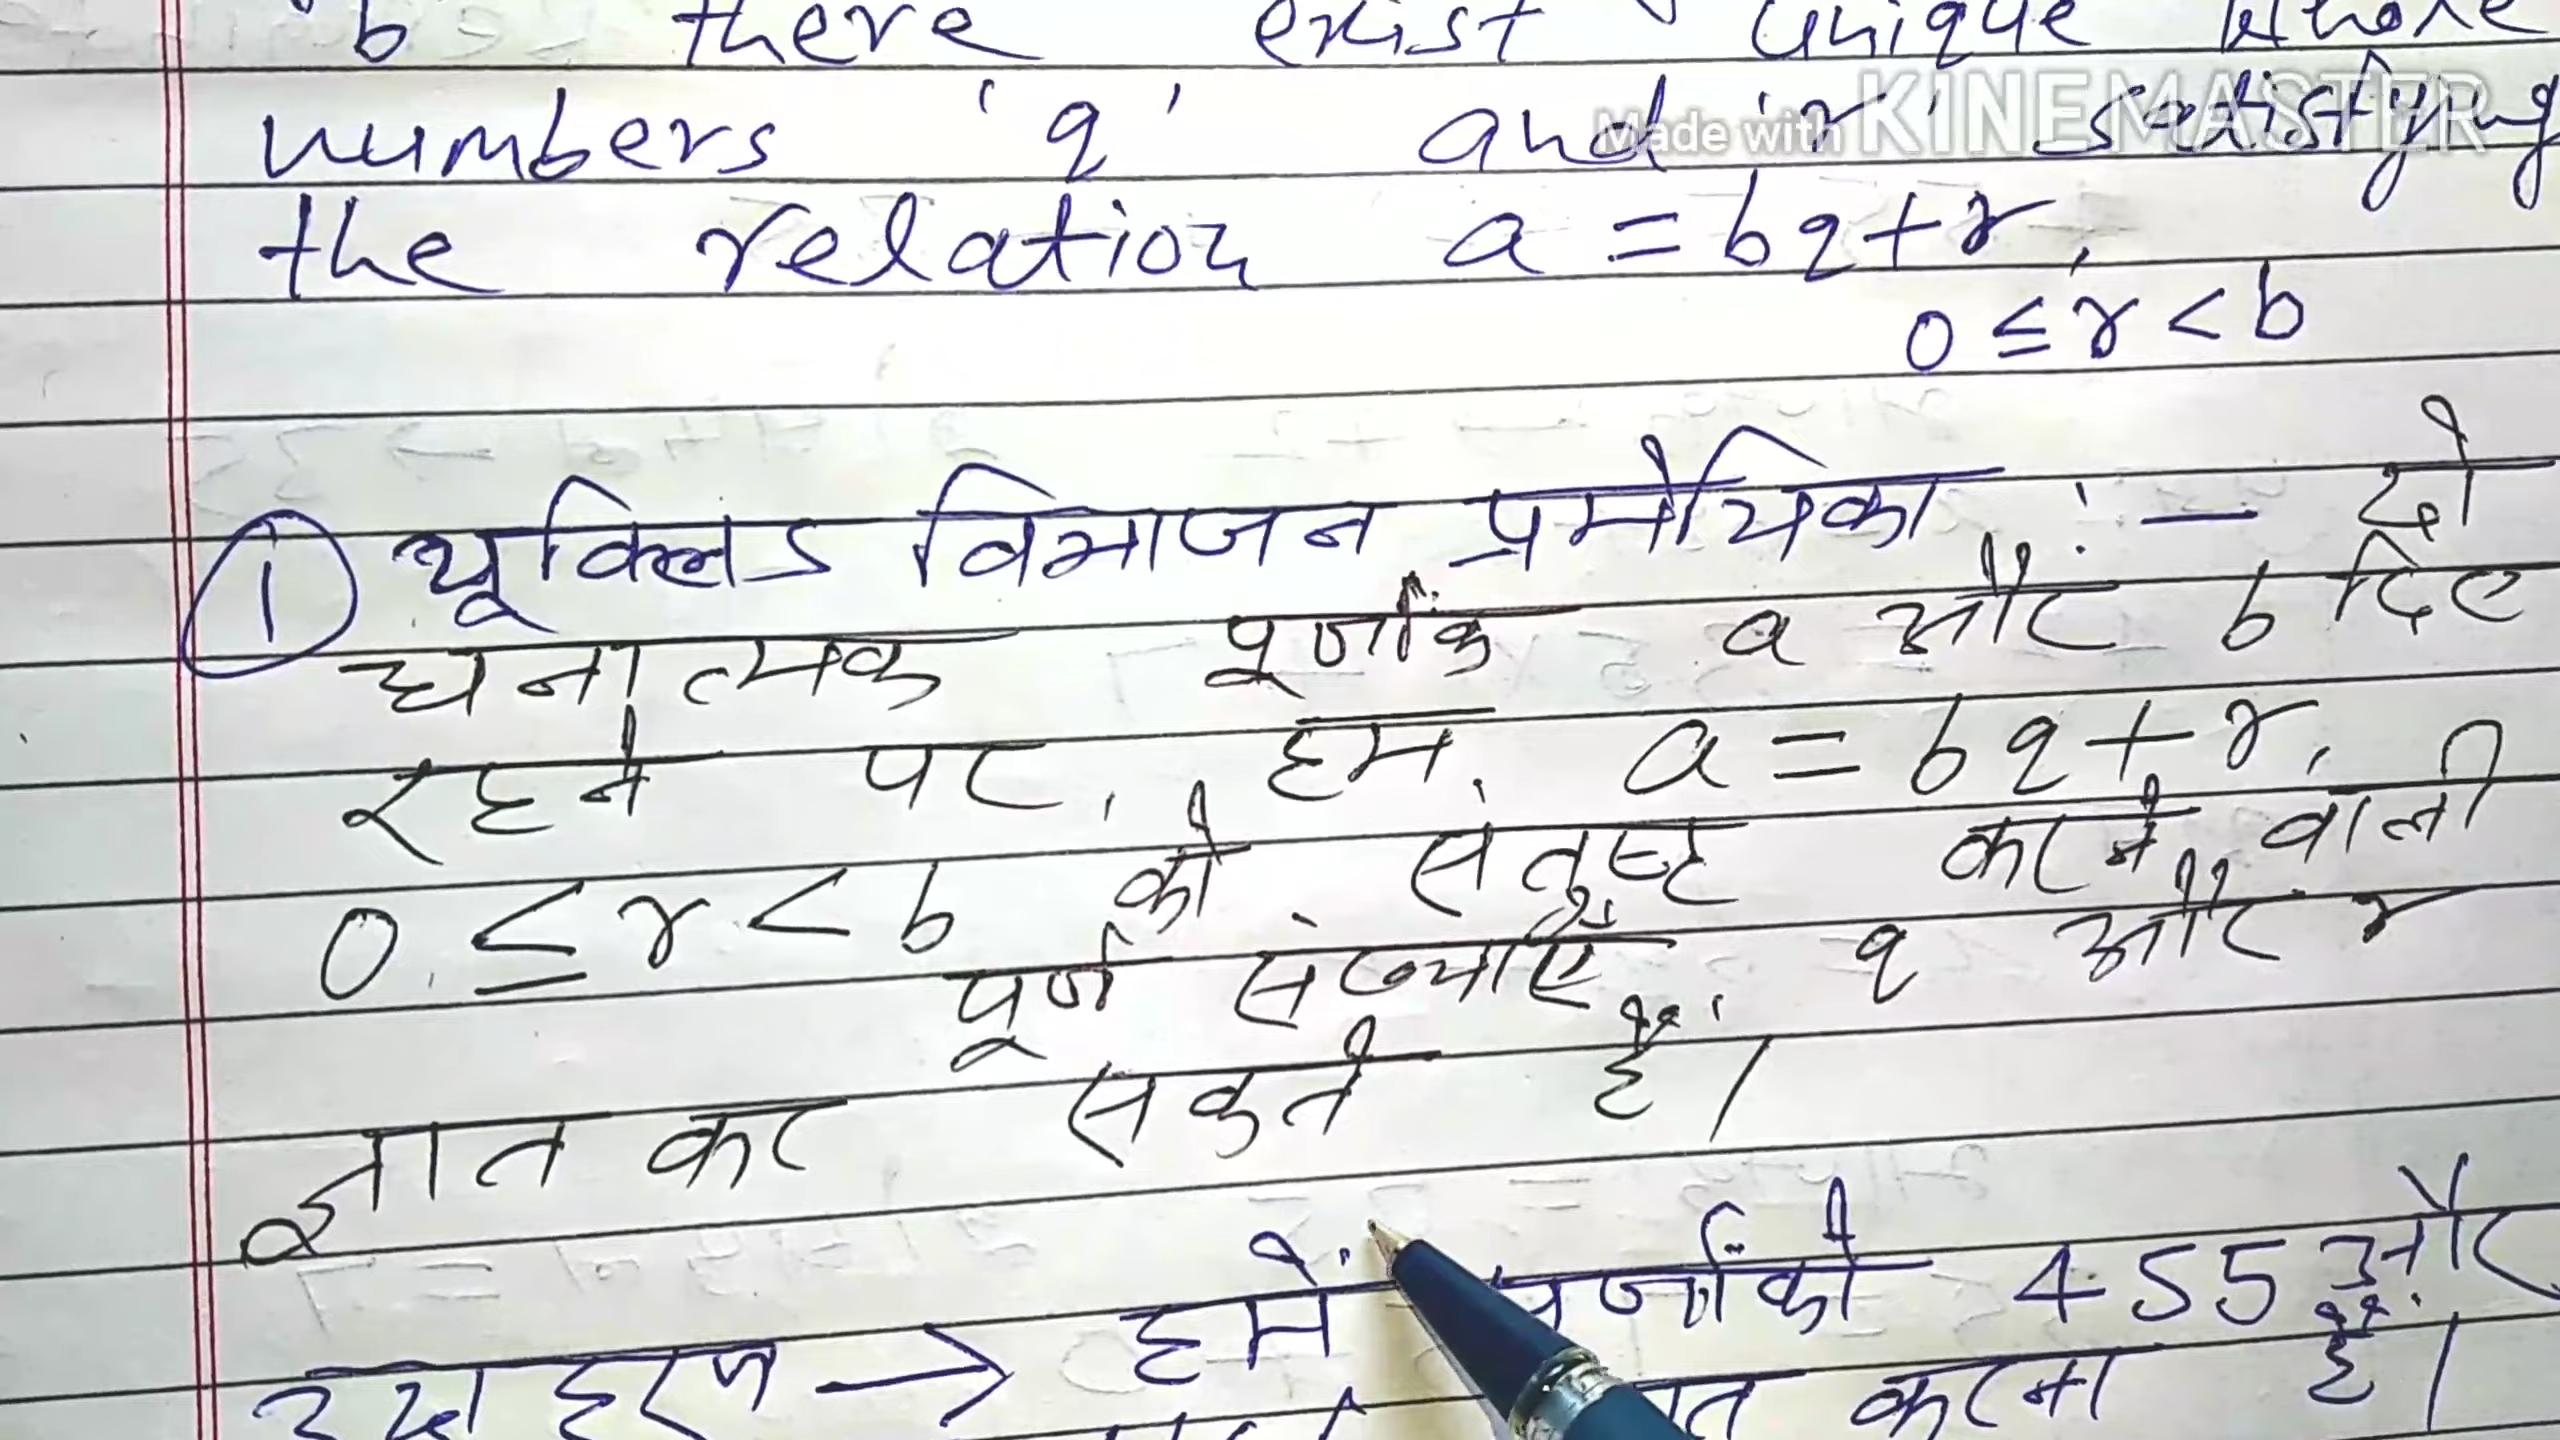 'b' there exist unique whole
numbers 'q' and 'r' satisfying
the relation a = bq + r,
0 ≤ r < b
Made with KINEMASTER
① यूक्लिड विभाजन प्रमेयिका :- दो
धनात्मक पूर्णांक a और b दिए
रहने पर, हम a = bq + r,
0 ≤ r < b को संतुष्ट करने वाली
पूर्ण संख्याएँ q और r
ज्ञात कर सकते हैं।
उदाहरण → हमें पूर्णांकों 455 और
करना है।